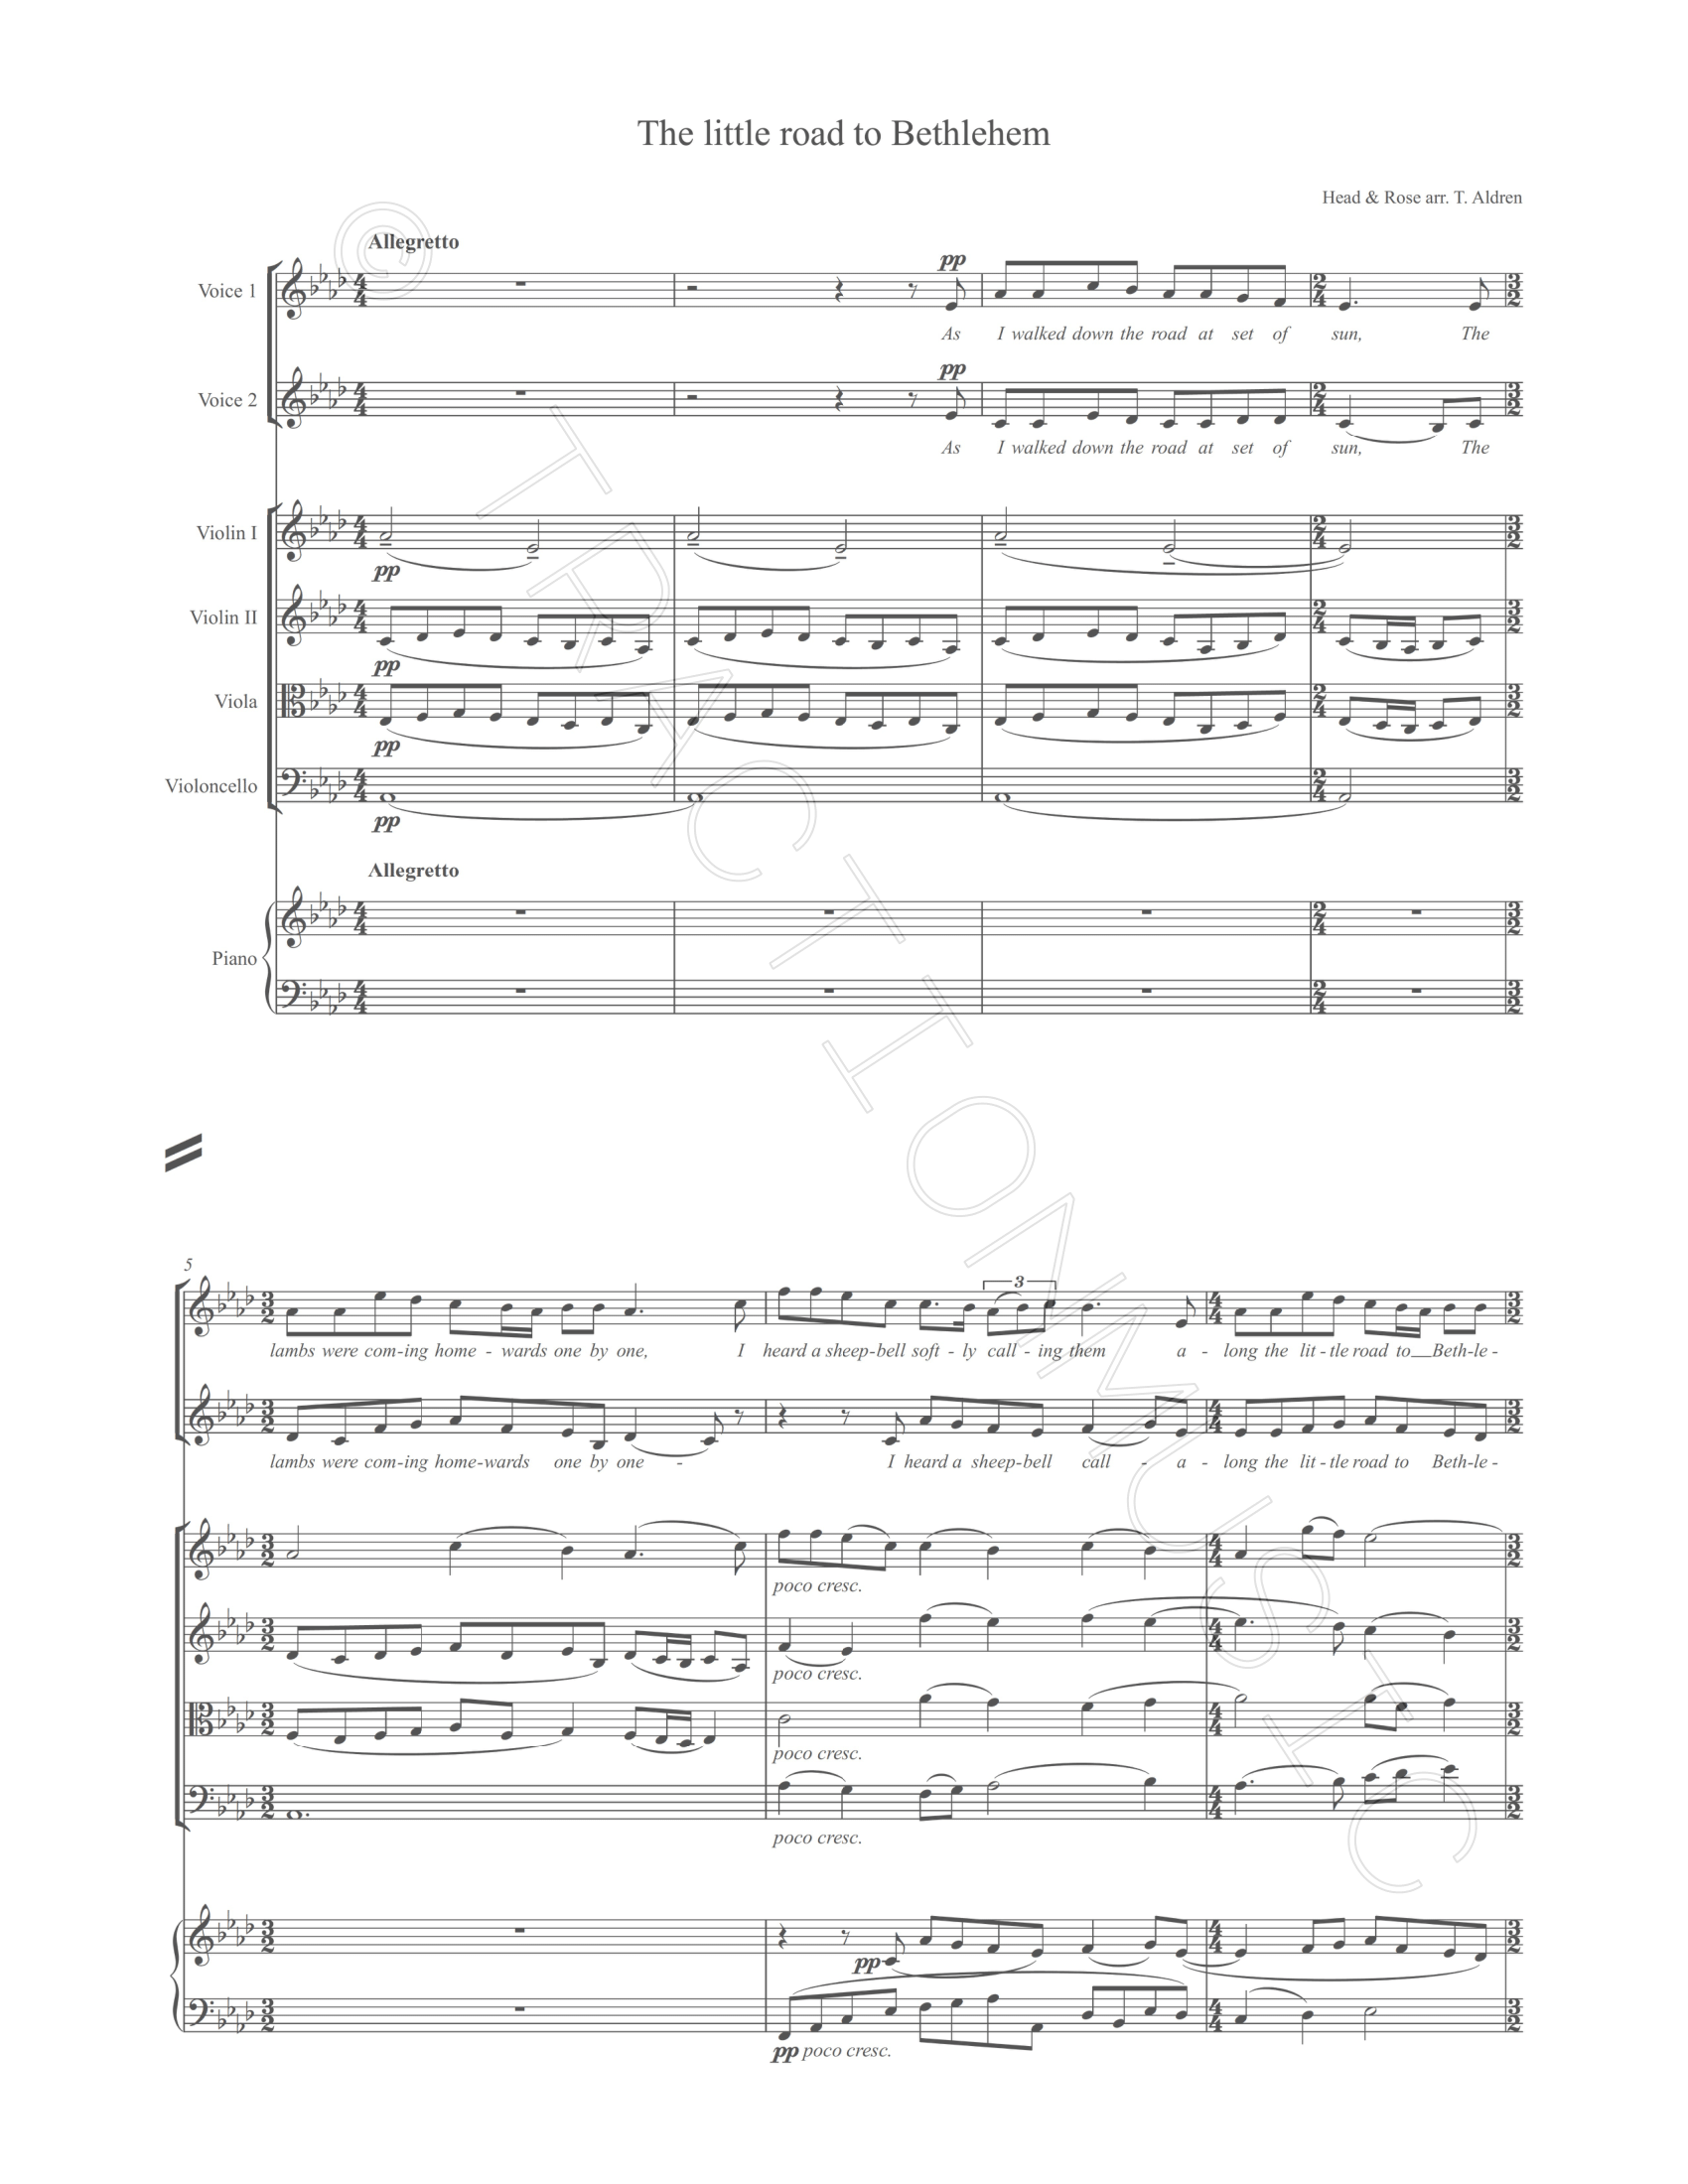 The little road to Bethlehem
Head & Rose arr. T. Aldren
©
Allegretto
Voice 1
pp
As I walked down the road at set of sun, The
Voice 2
pp
As I walked down the road at set of sun, The
Violin I
pp
Violin II
pp
Viola
pp
Violoncello
pp
Allegretto
Piano
5
3
lambs were com-ing home - wards one by one, I heard a sheep-bell soft - ly call - ing them a - long the lit - tle road to__ Beth-le -
lambs were com-ing home-wards one by one - I heard a sheep-bell call - a - long the lit - tle road to Beth-le -
poco cresc.
poco cresc.
poco cresc.
poco cresc.
pp
pp poco cresc.
TRACTIONMUSIC